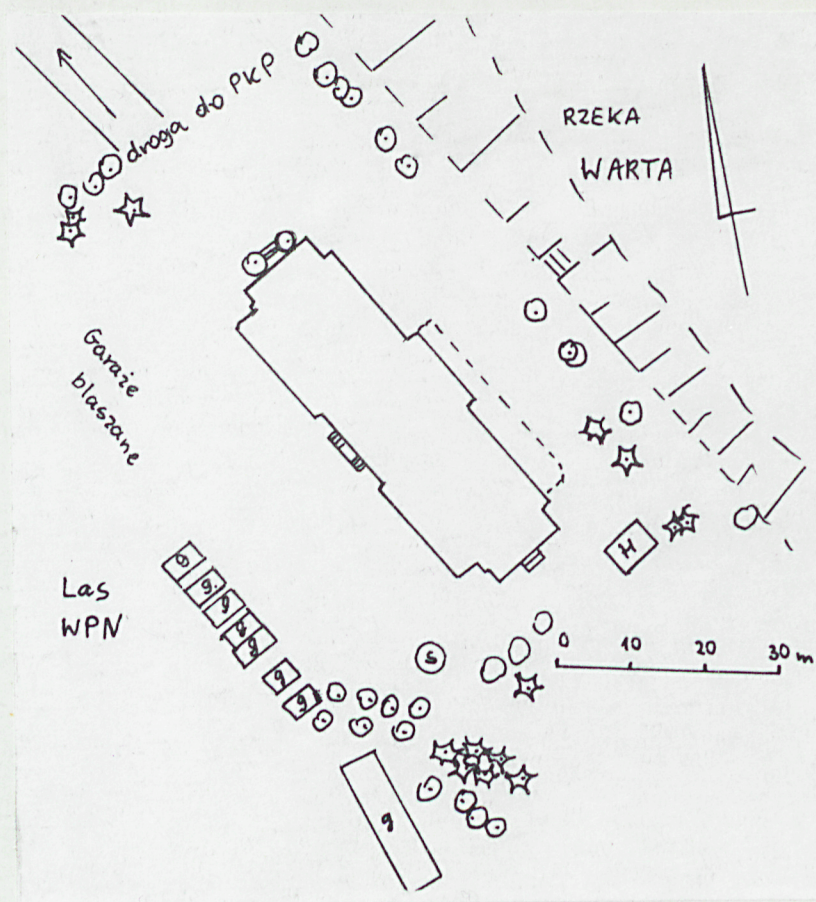 droga do PKP
RZEKA
WARTA
Garaże
blaszane
Las
WPN
g
g
g
g
g
g
g
g
H
S
0 10 20 30 m